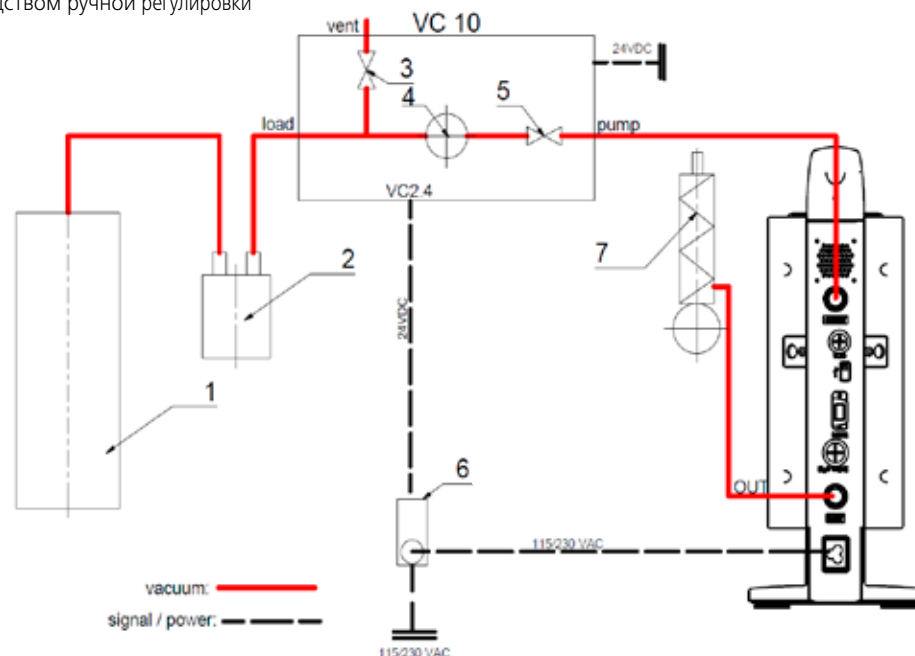 дством ручной регулировки
vent
VC 10
24VDC
3
4
5
load
pump
VC2.4
7
2
24VDC
1
6
OUT
115/230 VAC
vacuum:
signal / power:
115/230 VAC